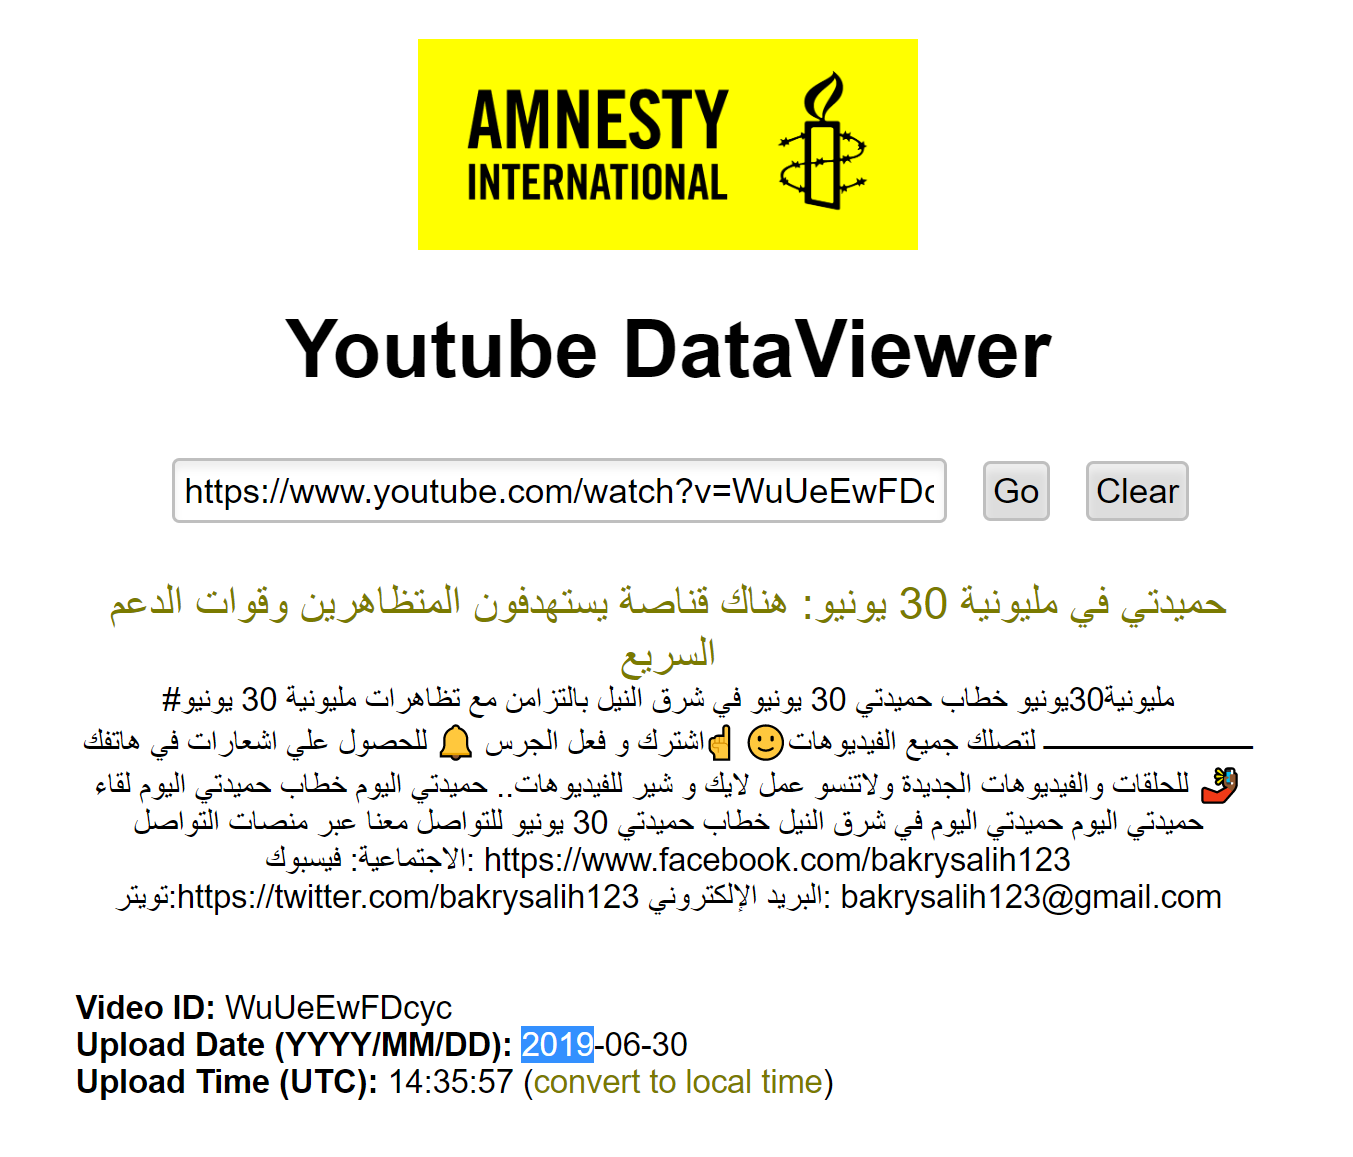 AMNESTY
INTERNATIONAL
Youtube DataViewer
https://www.youtube.com/watch?v=WuUeEwFDc
Go
Clear
حميدتي في مليونية 30 يونيو: هناك قناصة يستهدفون المتظاهرين وقوات الدعم
السريع
#مليونية30يونيو خطاب حميدتي 30 يونيو في شرق النيل بالتزامن مع تظاهرات مليونية 30 يونيو
ـــــــــــــــــــــــــ لتصلك جميع الفيديوهات🙂☝اشترك و فعل الجرس 🔔 للحصول علي اشعارات في هاتفك
🤳 للحلقات والفيديوهات الجديدة ولاتنسو عمل لايك و شير للفيديوهات.. حميدتي اليوم خطاب حميدتي اليوم لقاء
حميدتي اليوم حميدتي اليوم في شرق النيل خطاب حميدتي 30 يونيو للتواصل معنا عبر منصات التواصل
الاجتماعية: فيسبوك: https://www.facebook.com/bakrysalih123
تويتر:https://twitter.com/bakrysalih123 البريد الإلكتروني: bakrysalih123@gmail.com
Video ID: WuUeEwFDcyc
Upload Date (YYYY/MM/DD): 2019-06-30
Upload Time (UTC): 14:35:57 (convert to local time)